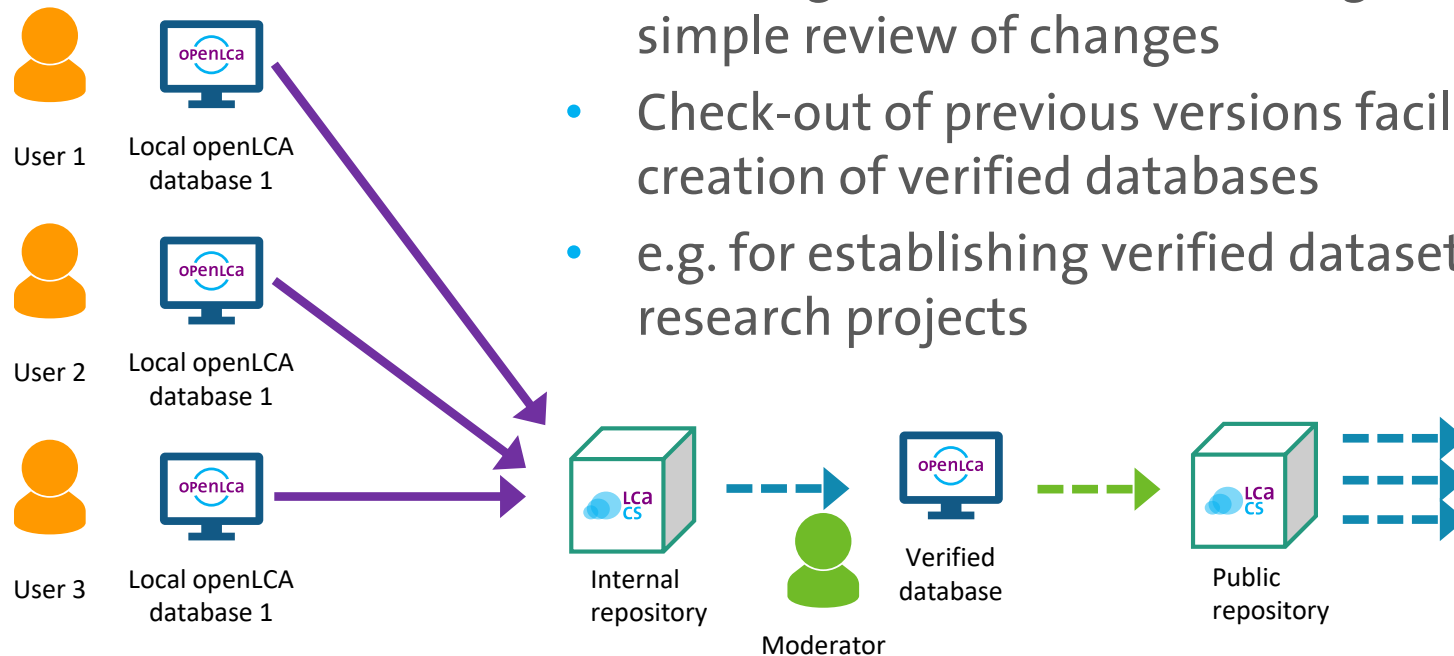 simple review of changes
• Check-out of previous versions
creation of verified databases
• e.g. for establishing verified
research projects
openLCa
User 1
Local openLCA
database 1
openLCa
User 2
Local openLCA
database 1
openLCa
User 3
Local openLCA
database 1
LCa
CS
Internal
repository
Moderator
openLCa
Verified
database
LCa
CS
Public
repository